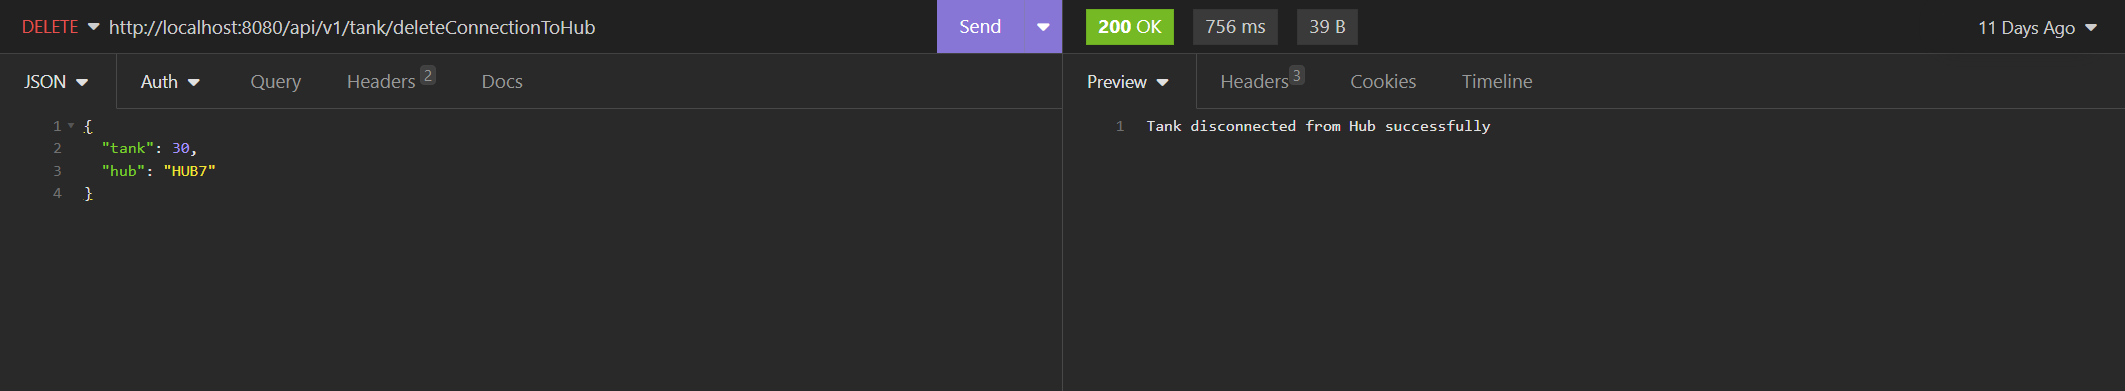 DELETE http://localhost:8080/api/v1/tank/deleteConnectionToHub Send 200 OK 756 ms 39 B 11 Days Ago
JSON Auth Query Headers 2 Docs Preview Headers 3 Cookies Timeline
1 {
2 "tank": 30,
3 "hub": "HUB7"
4 }
1 Tank disconnected from Hub successfully